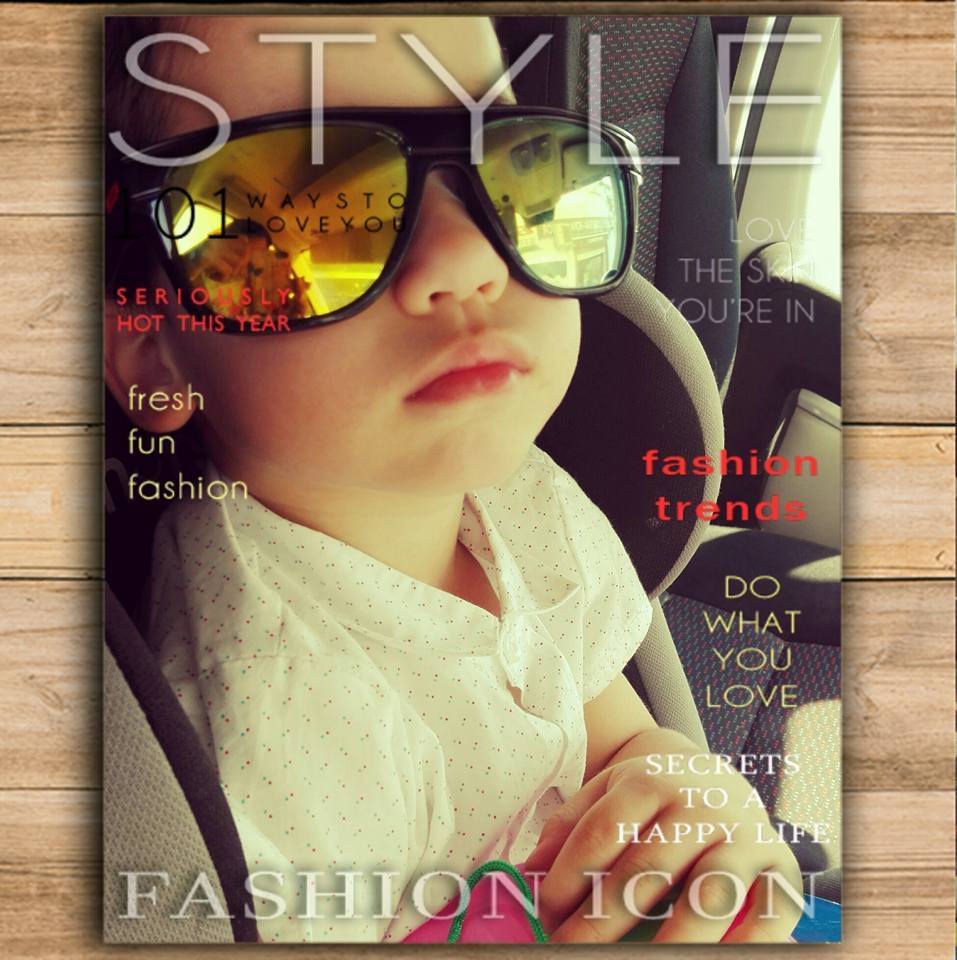 STYLE
101 WAYS TO
LOVE YOU
SERIOUSLY
HOT THIS YEAR
LOVE
THE SKIN
YOU'RE IN
fresh
fun
fashion
fashion
trends
DO
WHAT
YOU
LOVE
SECRETS
TO A
HAPPY LIFE
FASHION ICON